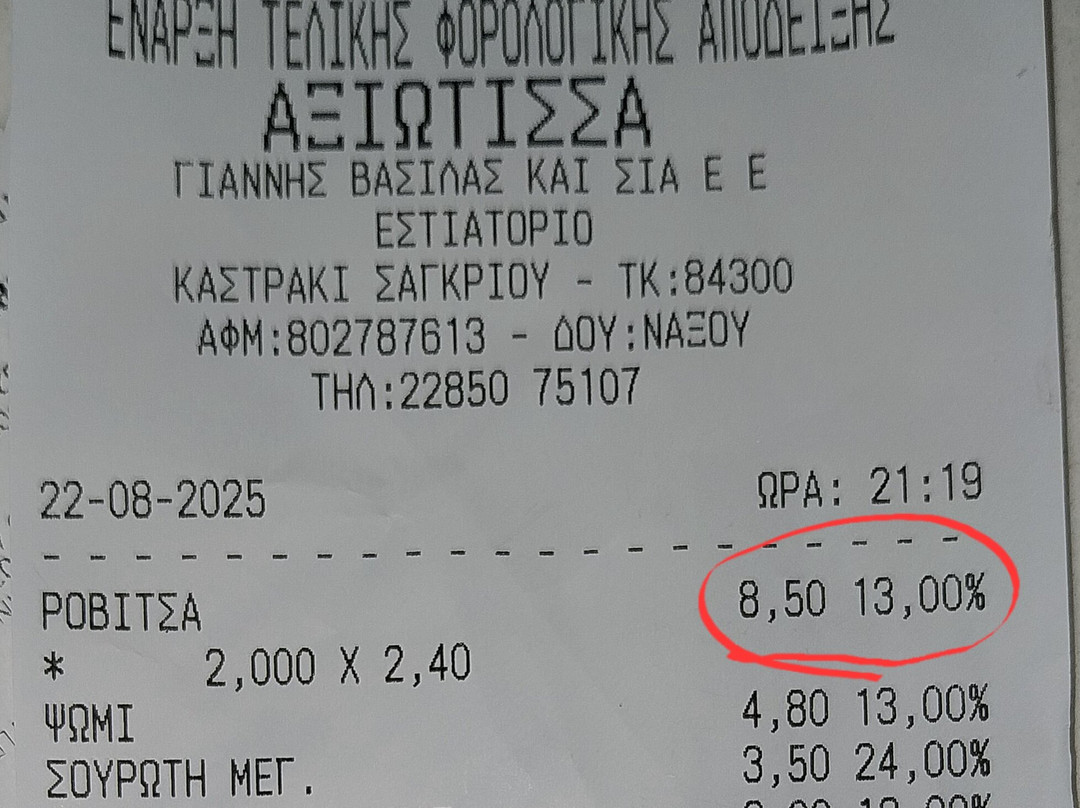 ΕΝΑΡΞΗ ΤΕΛΙΚΗΣ ΦΟΡΟΛΟΓΙΚΗΣ ΑΠΟΔΕΙΞΗΣ
ΑΞΙΩΤΙΣΣΑ
ΓΙΑΝΝΗΣ ΒΑΣΙΛΑΣ ΚΑΙ ΣΙΑ Ε Ε
ΕΣΤΙΑΤΟΡΙΟ
ΚΑΣΤΡΑΚΙ ΣΑΓΚΡΙΟΥ - ΤΚ:84300
ΑΦΜ:802787613 - ΔΟΥ:ΝΑΞΟΥ
ΤΗΛ:22850 75107
22-08-2025 ΩΡΑ: 21:19
ΡΟΒΙΤΣΑ 8,50 13,00%
* 2,000 X 2,40
ΨΩΜΙ 4,80 13,00%
ΣΟΥΡΩΤΗ ΜΕΓ. 3,50 24,00%